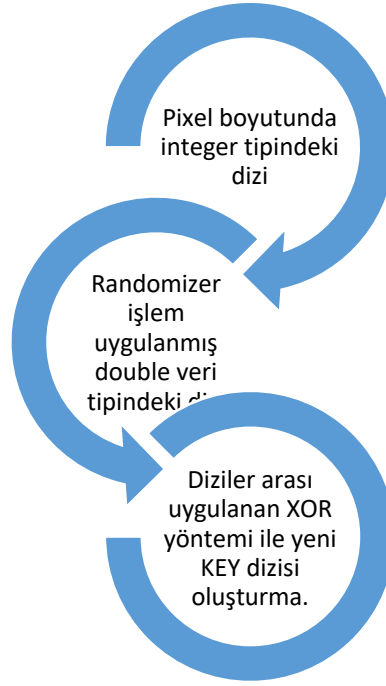 Pixel boyutunda
integer tipindeki
dizi
Randomizer
işlem
uygulanmış
double veri
tipindeki
Diziler arası
uygulanan XOR
yöntemi ile yeni
KEY dizisi
oluşturma.